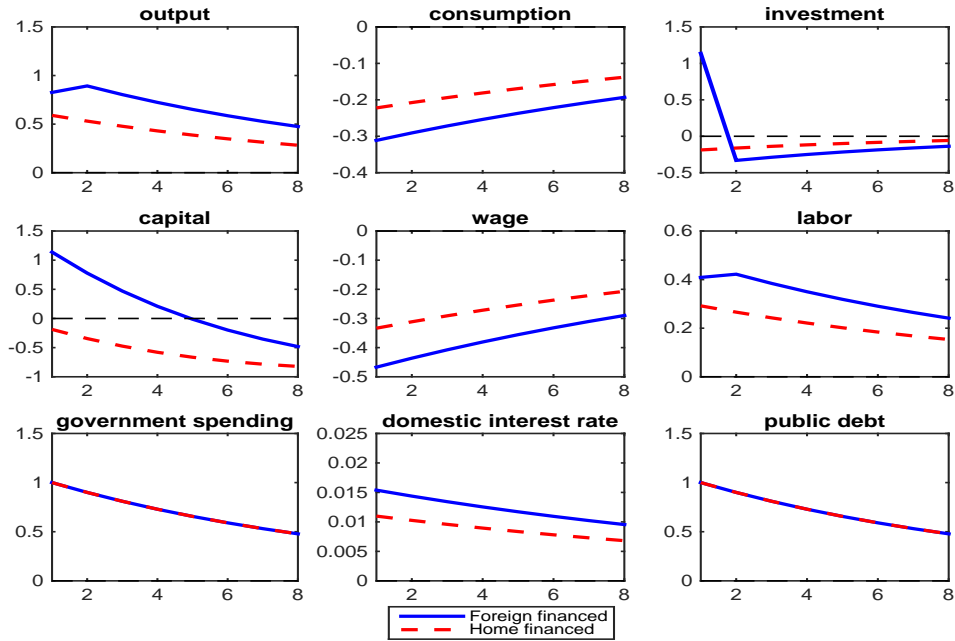 output consumption investment
1.5 0 1.5
1 -0.1 1
0.5 -0.2 0.5
-0.3 0
0 -0.4 -0.5
2 4 6 8 2 4 6 8 2 4 6 8
capital wage labor
1.5 0 0.6
1 -0.1
0.5 -0.2 0.4
0 -0.3 0.2
-0.5 -0.4
-1 -0.5 0
2 4 6 8 2 4 6 8 2 4 6 8
government spending domestic interest rate public debt
1.5 0.025 1.5
0.02
1 0.015 1
0.5 0.01 0.5
0.005
0 0 0
2 4 6 8 2 4 6 8 2 4 6 8
Foreign financed
Home financed